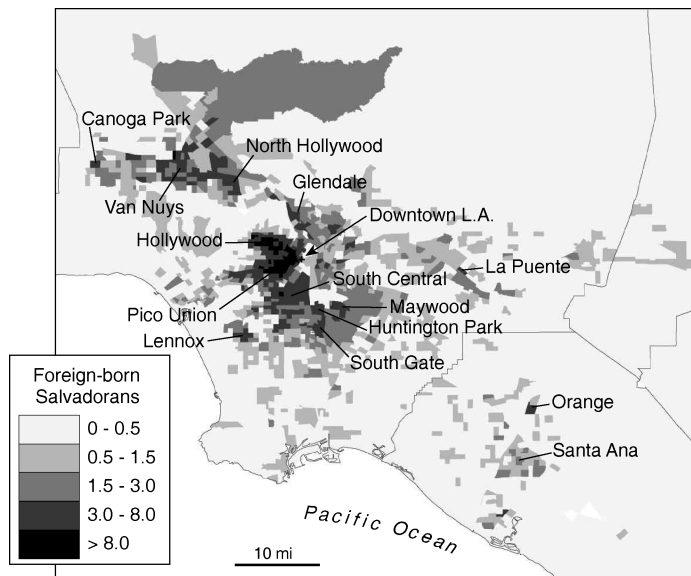 Canoga Park
North Hollywood
Glendale
Van Nuys
Downtown L.A.
Hollywood
La Puente
South Central
Pico Union
Maywood
Huntington Park
Lennox
South Gate
Foreign-born
Salvadorans
0 - 0.5
0.5 - 1.5
1.5 - 3.0
3.0 - 8.0
> 8.0
Orange
Santa Ana
Pacific Ocean
10 mi